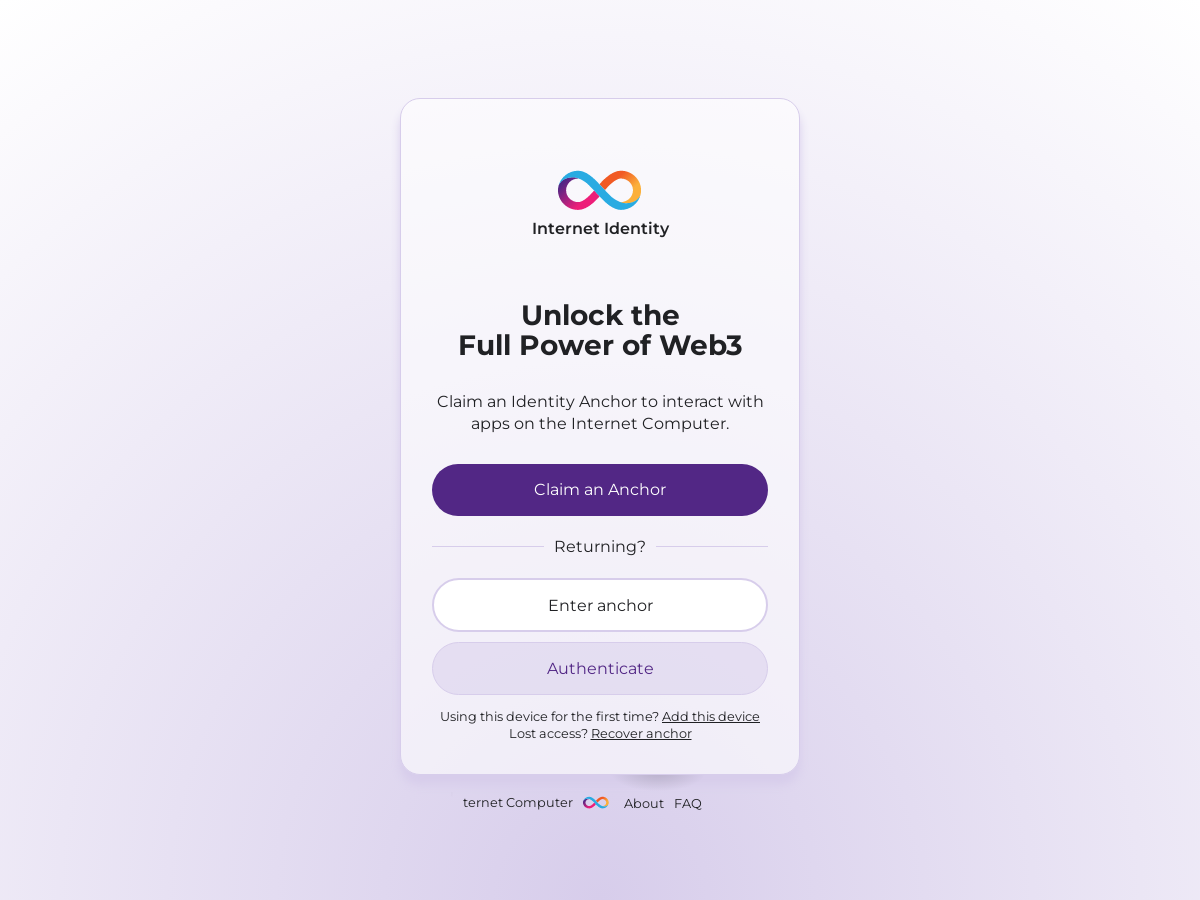 Internet Identity
Unlock the
Full Power of Web3
Claim an Identity Anchor to interact with
apps on the Internet Computer.
Claim an Anchor
Returning?
Enter anchor
Authenticate
Using this device for the first time? Add this device
Lost access? Recover anchor
ternet Computer About FAQ